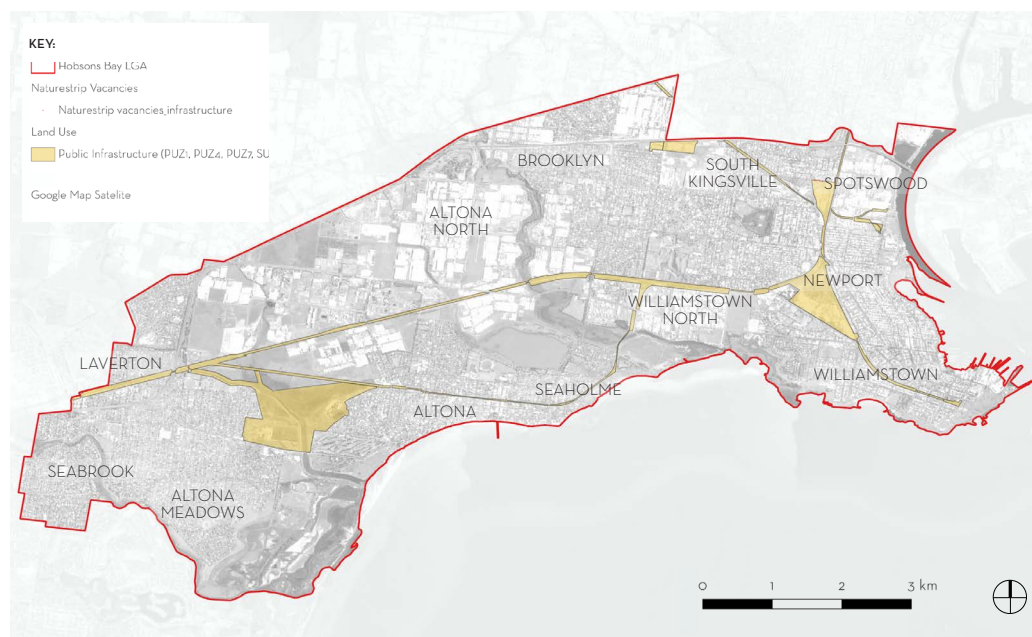 KEY:
Hobsons Bay LGA
Naturestrip Vacancies
Naturestrip vacancies_infrastructure
Land Use
Public Infrastructure (PUZ1, PUZ4, PUZ7, SU
Google Map Satelite
BROOKLYN
SOUTH
KINGSVILLE
SPOTSWOOD
ALTONA
NORTH
NEWPORT
WILLIAMSTOWN
NORTH
LAVERTON
WILLIAMSTOWN
SEAHOLME
ALTONA
SEABROOK
ALTONA
MEADOWS
0 1 2 3 km